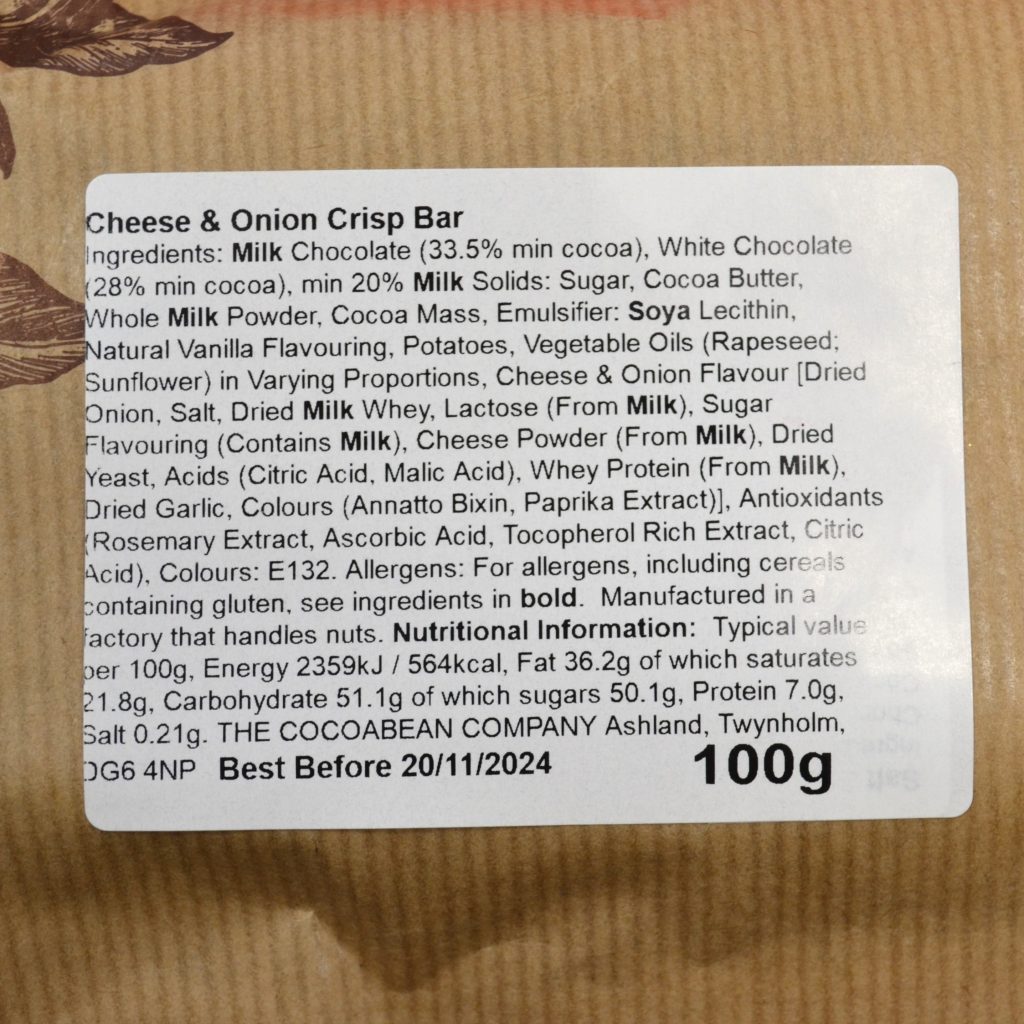 Cheese & Onion Crisp Bar
Ingredients: Milk Chocolate (33.5% min cocoa), White Chocolate
(28% min cocoa), min 20% Milk Solids: Sugar, Cocoa Butter,
Whole Milk Powder, Cocoa Mass, Emulsifier: Soya Lecithin,
Natural Vanilla Flavouring, Potatoes, Vegetable Oils (Rapeseed;
Sunflower) in Varying Proportions, Cheese & Onion Flavour [Dried
Onion, Salt, Dried Milk Whey, Lactose (From Milk), Sugar
Flavouring (Contains Milk), Cheese Powder (From Milk), Dried
Yeast, Acids (Citric Acid, Malic Acid), Whey Protein (From Milk),
Dried Garlic, Colours (Annatto Bixin, Paprika Extract)], Antioxidants
(Rosemary Extract, Ascorbic Acid, Tocopherol Rich Extract, Citric
Acid), Colours: E132. Allergens: For allergens, including cereals
containing gluten, see ingredients in bold. Manufactured in a
factory that handles nuts. Nutritional Information: Typical value
per 100g, Energy 2359kJ / 564kcal, Fat 36.2g of which saturates
21.8g, Carbohydrate 51.1g of which sugars 50.1g, Protein 7.0g,
Salt 0.21g. THE COCOABEAN COMPANY Ashland, Twynholm,
DG6 4NP Best Before 20/11/2024 100g